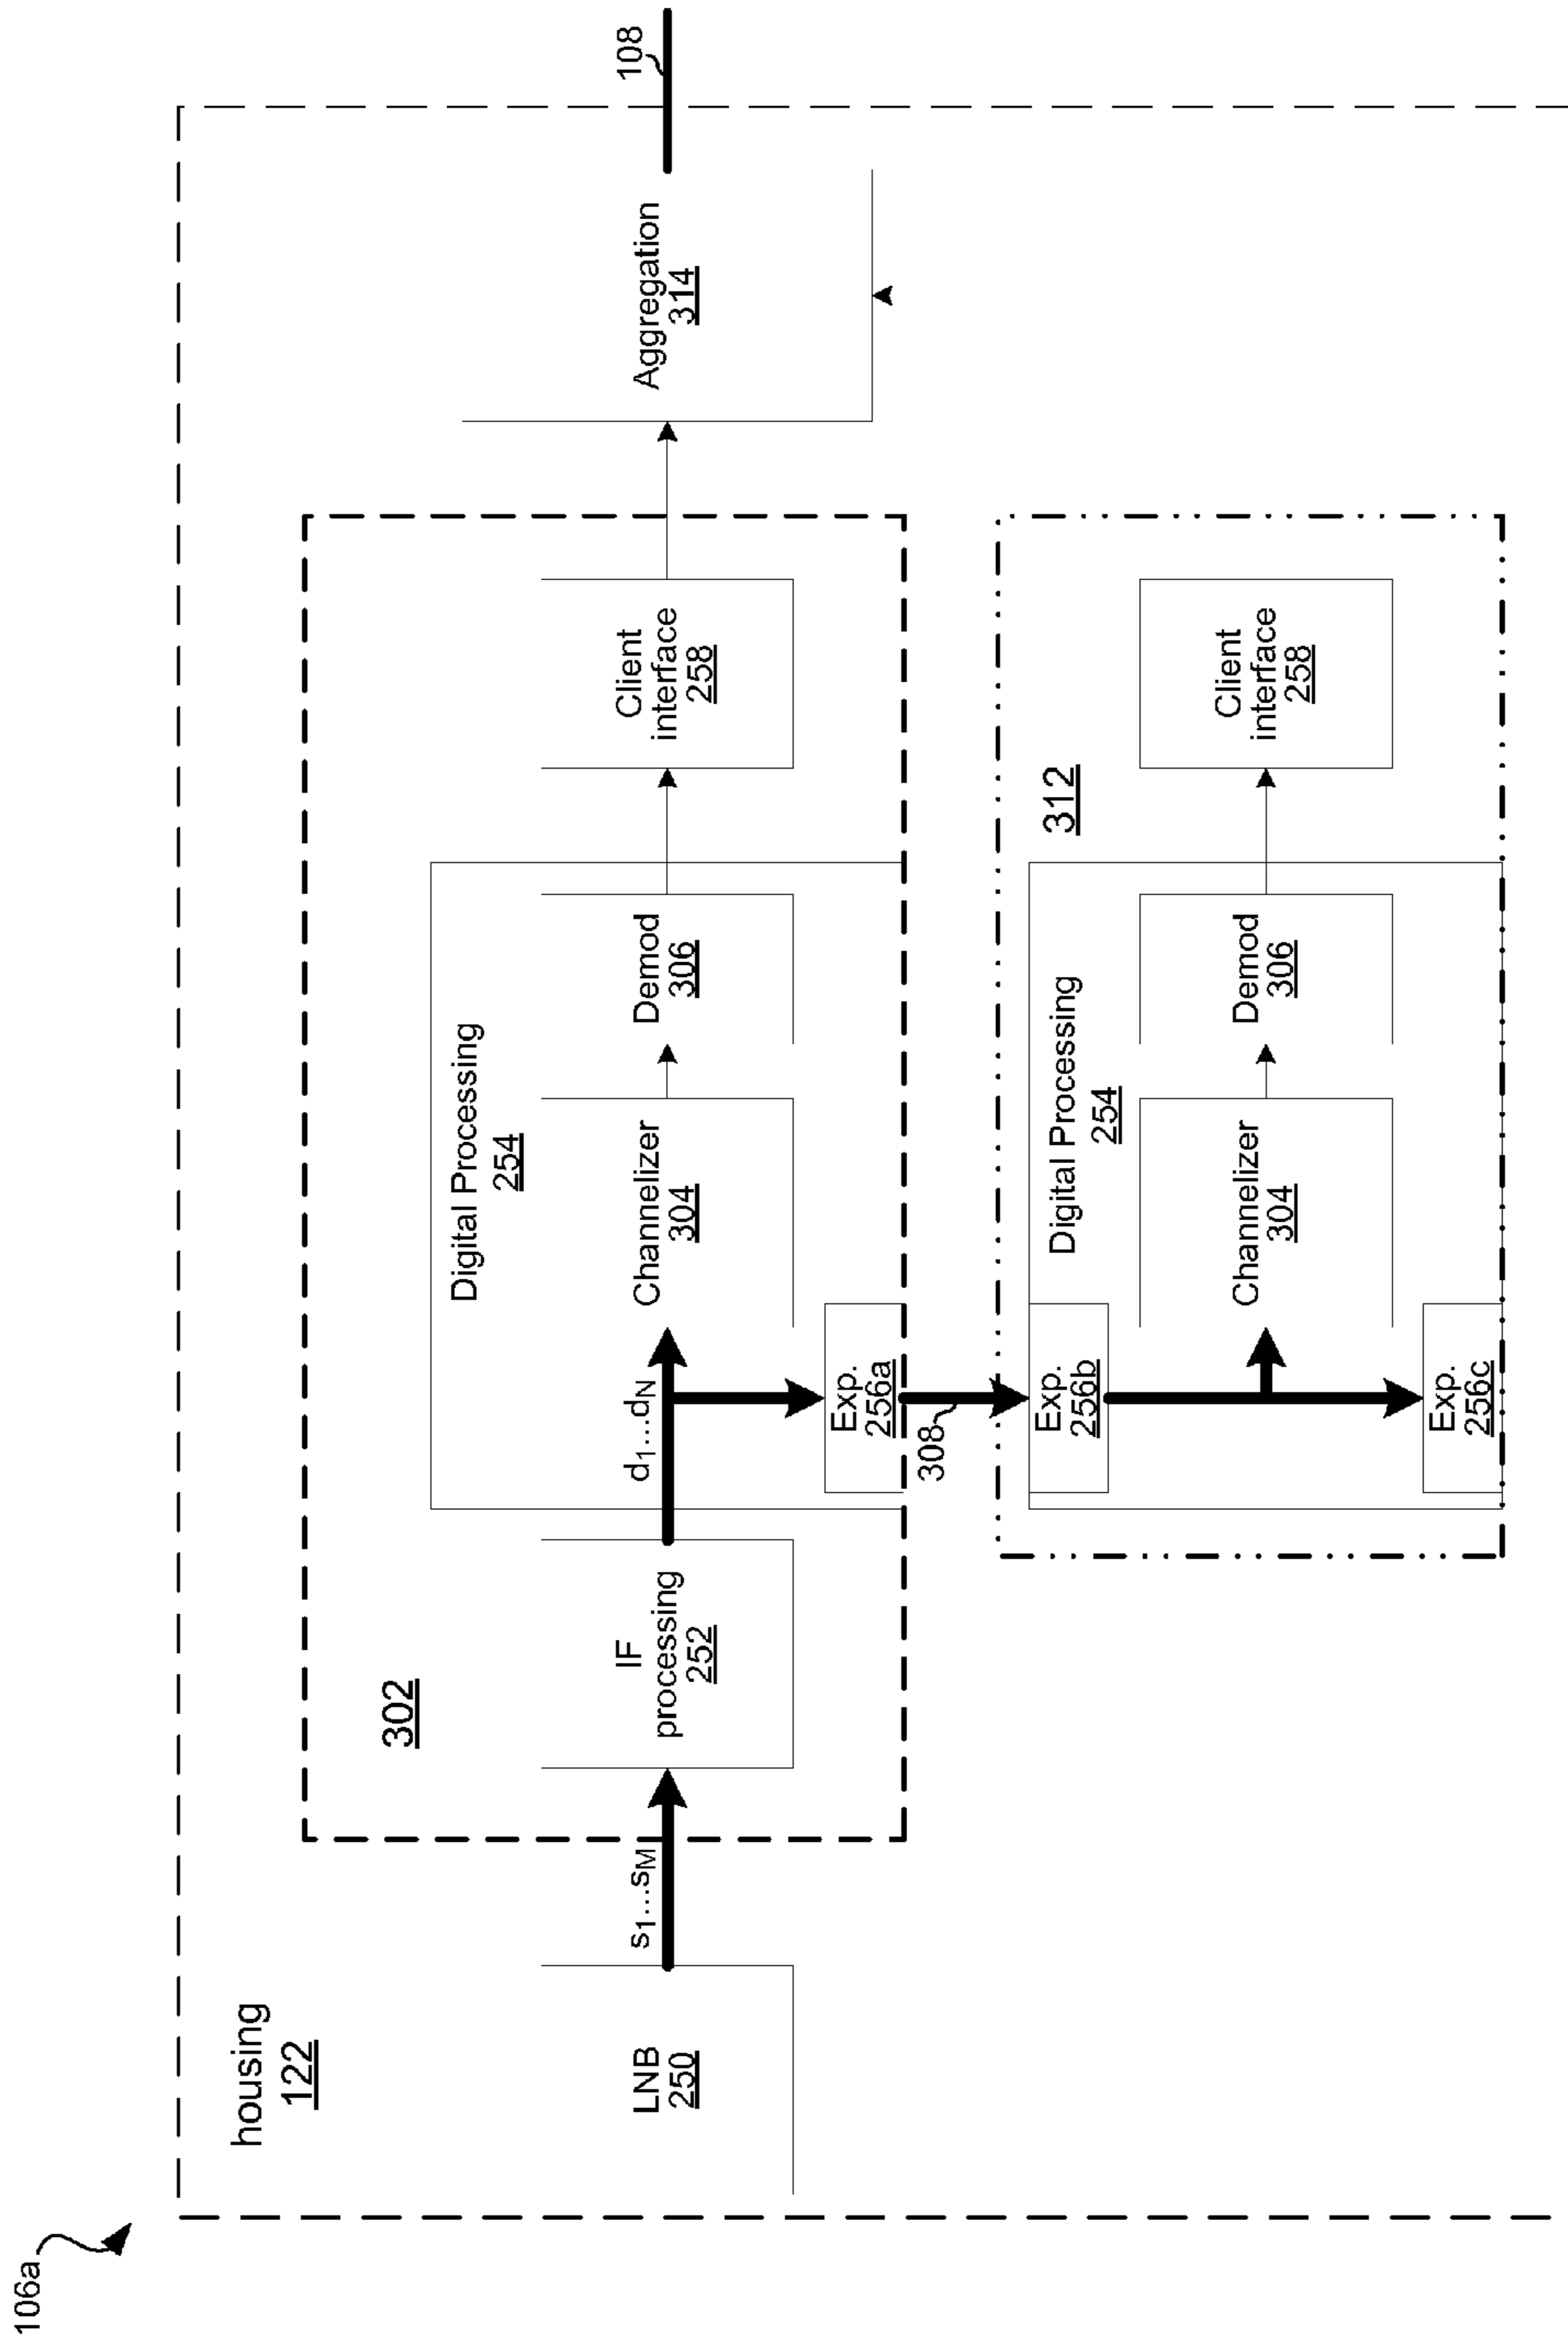 106a
housing
122
LNB
250
s1...sM
302
IF
processing
252
d1...dN
Digital Processing
254
Channelizer
304
Demod
306
Client
interface
258
Aggregation
314
108
Exp.
256a
308
312
Exp.
256b
Digital Processing
254
Channelizer
304
Demod
306
Client
interface
258
Exp.
256c